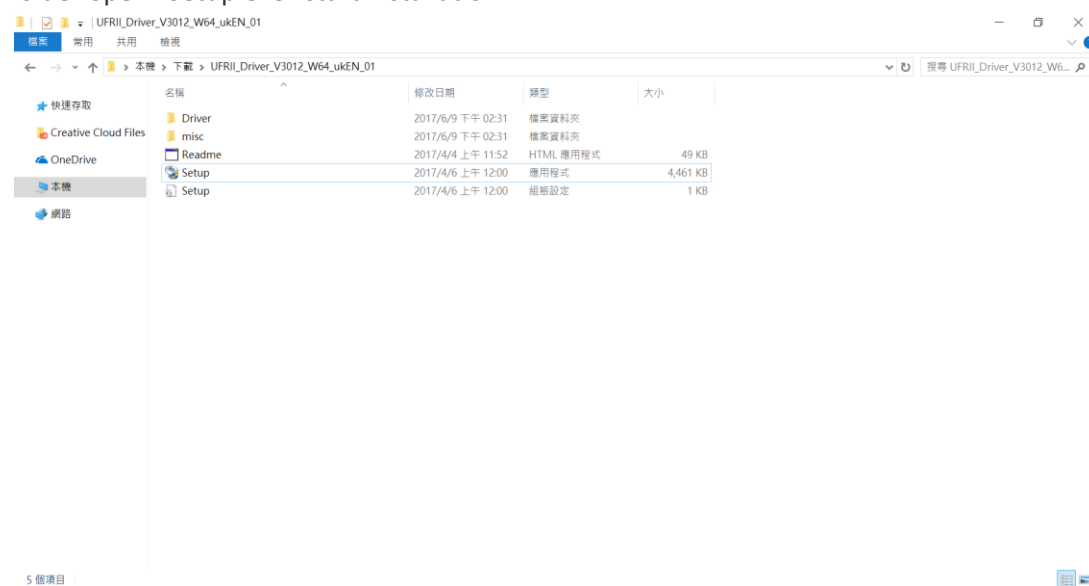 UFRII_Driver_V3012_W64_ukEN_01
檔案 常用 共用 檢視
本機 > 下載 > UFRII_Driver_V3012_W64_ukEN_01
搜尋 UFRII_Driver_V3012_W6...
名稱 修改日期 類型 大小
快速存取
Creative Cloud Files
OneDrive
本機
網路
Driver 2017/6/9 下午 02:31 檔案資料夾
misc 2017/6/9 下午 02:31 檔案資料夾
Readme 2017/4/4 上午 11:52 HTML 應用程式 49 KB
Setup 2017/4/6 上午 12:00 應用程式 4,461 KB
Setup 2017/4/6 上午 12:00 組態設定 1 KB
5 個項目